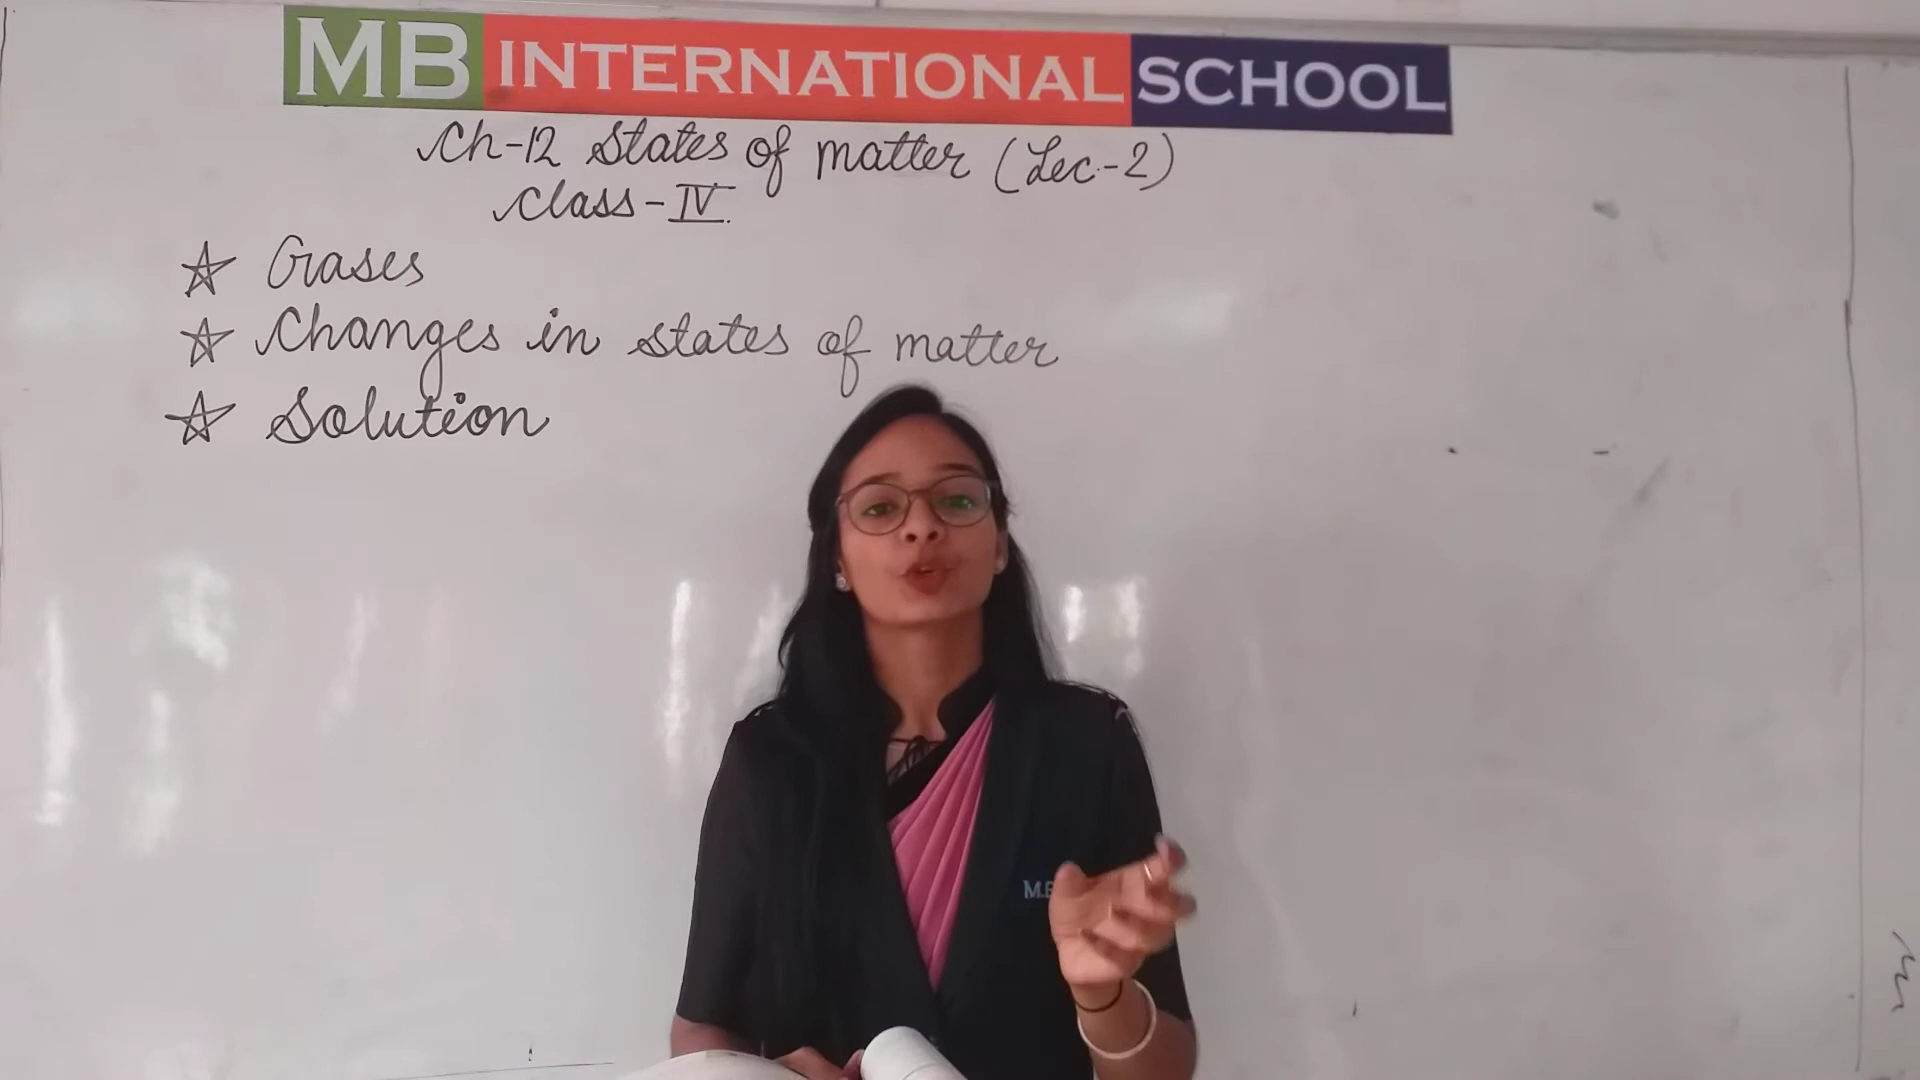 MB INTERNATIONAL SCHOOL
Ch-12 States of matter (Lec-2)
Class-IV.
☆ Gases
☆ Changes in states of matter
☆ Solution